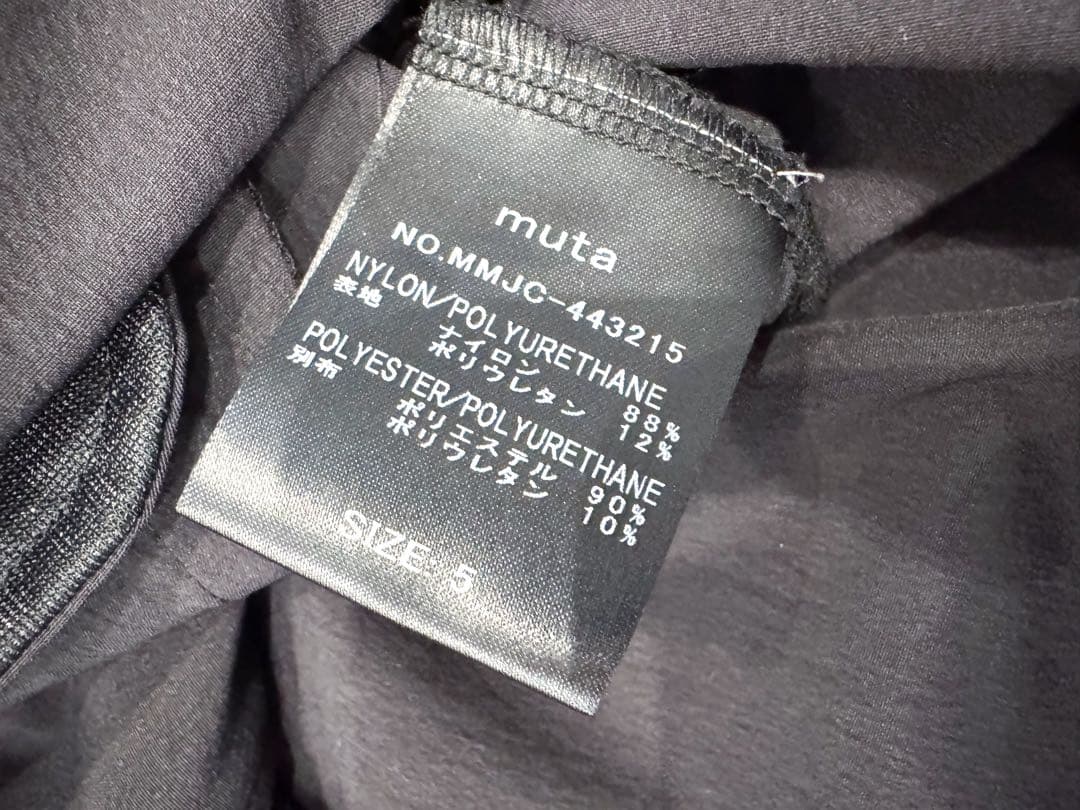 muta
NO.MMJC-443215
NYLON/POLYURETHANE
表地 ナイロン 88%
ポリウレタン 12%
POLYESTER/POLYURETHANE
別布 ポリエステル 90%
ポリウレタン 10%
SIZE: 5